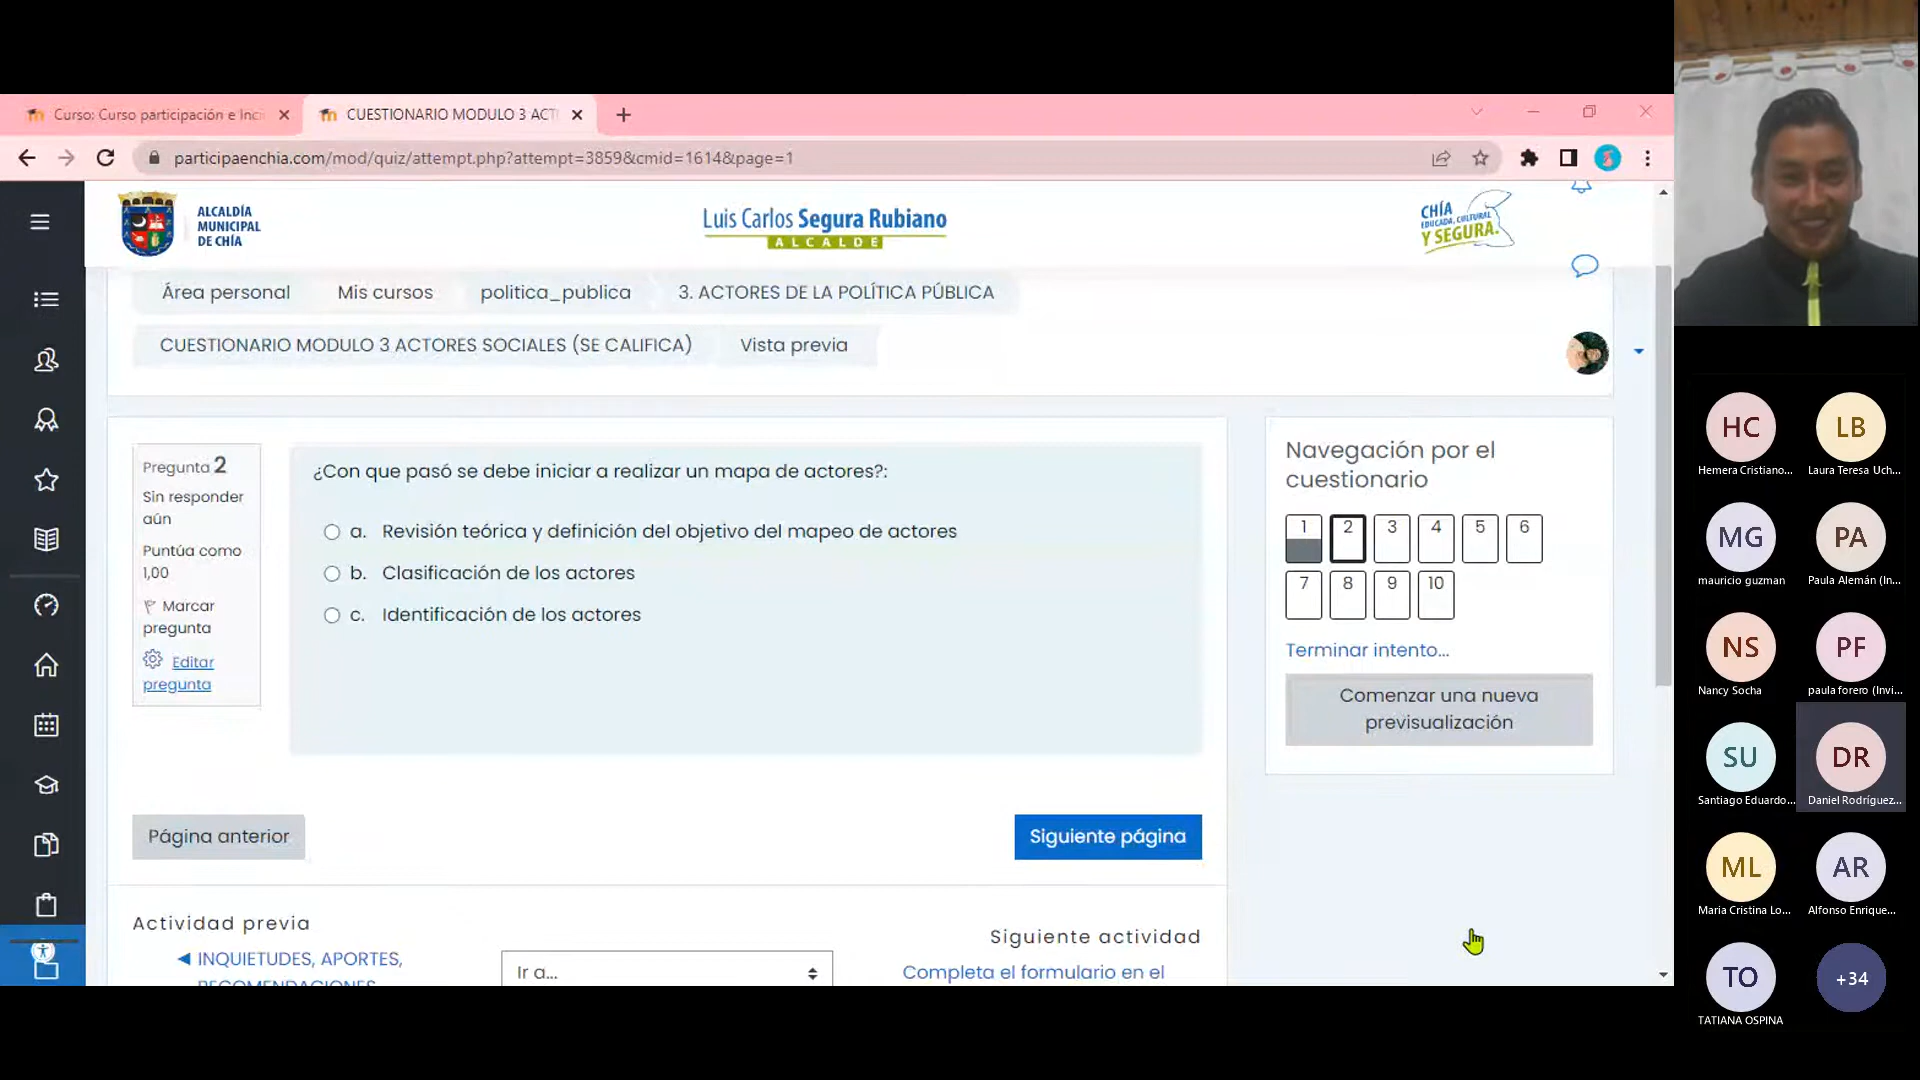 Curso: Curso participación e Inci
CUESTIONARIO MODULO 3 ACT
participaenchia.com/mod/quiz/attempt.php?attempt=3859&cmid=1614&page=1
ALCALDÍA
MUNICIPAL
DE CHÍA
Luis Carlos Segura Rubiano
ALCALDE
CHÍA
EDUCADA, CULTURAL
Y SEGURA.
Área personal
Mis cursos
politica_publica
3. ACTORES DE LA POLÍTICA PÚBLICA
CUESTIONARIO MODULO 3 ACTORES SOCIALES (SE CALIFICA)
Vista previa
Pregunta 2
Sin responder
aún
Puntúa como
1,00
Marcar
pregunta
Editar
pregunta
¿Con que pasó se debe iniciar a realizar un mapa de actores?:
a. Revisión teórica y definición del objetivo del mapeo de actores
b. Clasificación de los actores
c. Identificación de los actores
Página anterior
Siguiente página
Navegación por el
cuestionario
1 2 3 4 5 6
7 8 9 10
Terminar intento...
Comenzar una nueva
previsualización
Actividad previa
◄ INQUIETUDES, APORTES,
RECOMENDACIONES
Ir a...
Siguiente actividad
Completa el formulario en el
HC
Hemera Cristiano...
LB
Laura Teresa Uch...
MG
mauricio guzman
PA
Paula Alemán (In...
NS
Nancy Socha
PF
paula forero (Invi...
SU
Santiago Eduardo...
DR
Daniel Rodríguez...
ML
Maria Cristina Lo...
AR
Alfonso Enrique...
TO
TATIANA OSPINA
+34